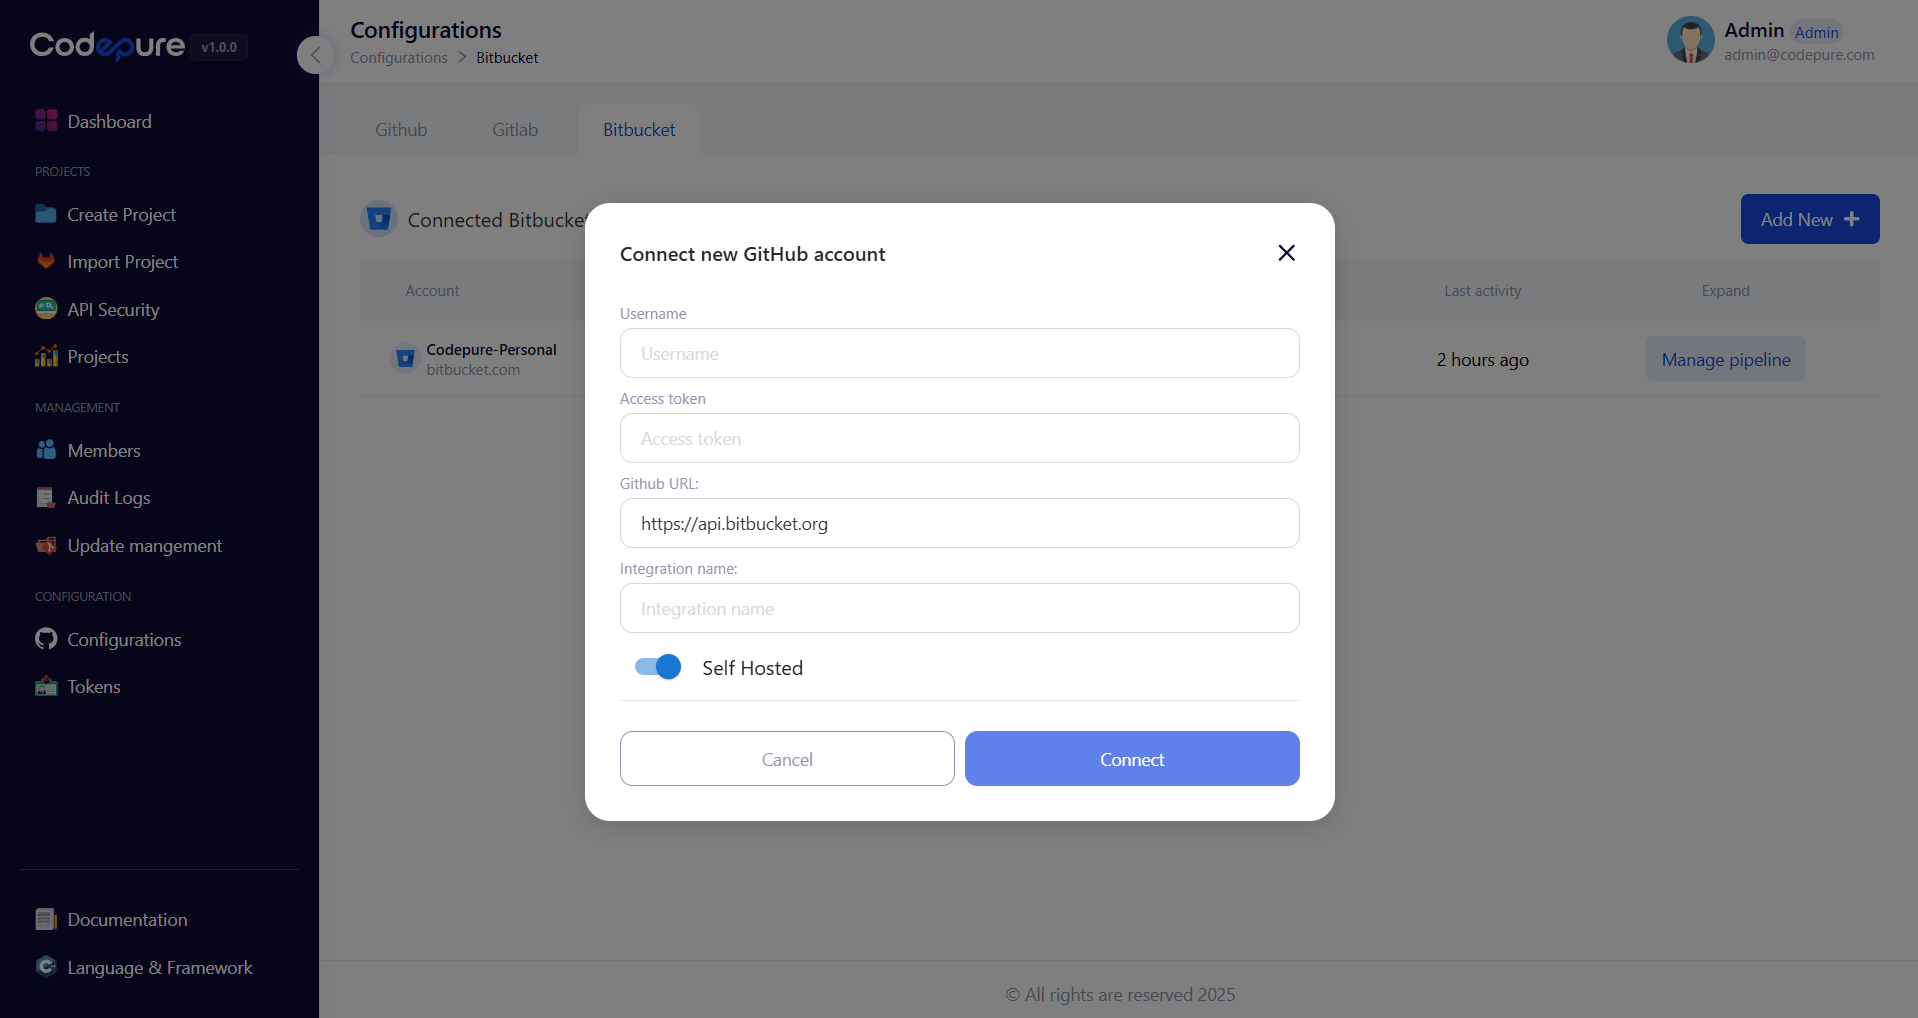 Codepure v1.0.0
Dashboard
PROJECTS
Create Project
Import Project
API Security
Projects
MANAGEMENT
Members
Audit Logs
Update mangement
CONFIGURATION
Configurations
Tokens
Documentation
Language & Framework
Configurations
Configurations > Bitbucket
Admin Admin
admin@codepure.com
Github Gitlab Bitbucket
Connected Bitbucket
Add New +
Account Last activity Expand
Codepure-Personal
bitbucket.com
2 hours ago Manage pipeline
Connect new GitHub account
Username
Username
Access token
Access token
Github URL:
https://api.bitbucket.org
Integration name:
Integration name
Self Hosted
Cancel Connect
© All rights are reserved 2025